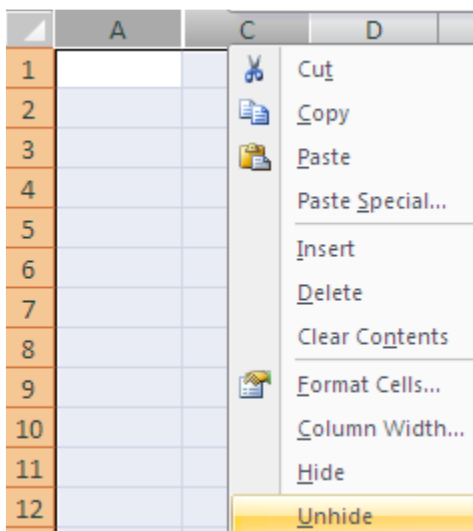 A C D
1 Cut
2 Copy
3 Paste
4 Paste Special...
5
6 Insert
7 Delete
8 Clear Contents
9 Format Cells...
10 Column Width...
11 Hide
12 Unhide